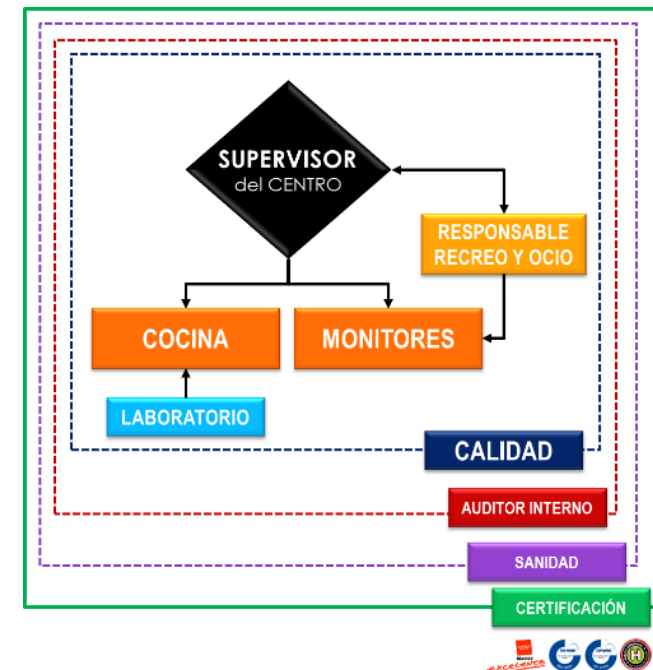 SUPERVISOR
del CENTRO
RESPONSABLE
RECREO Y OCIO
COCINA
MONITORES
LABORATORIO
CALIDAD
AUDITOR INTERNO
SANIDAD
CERTIFICACIÓN